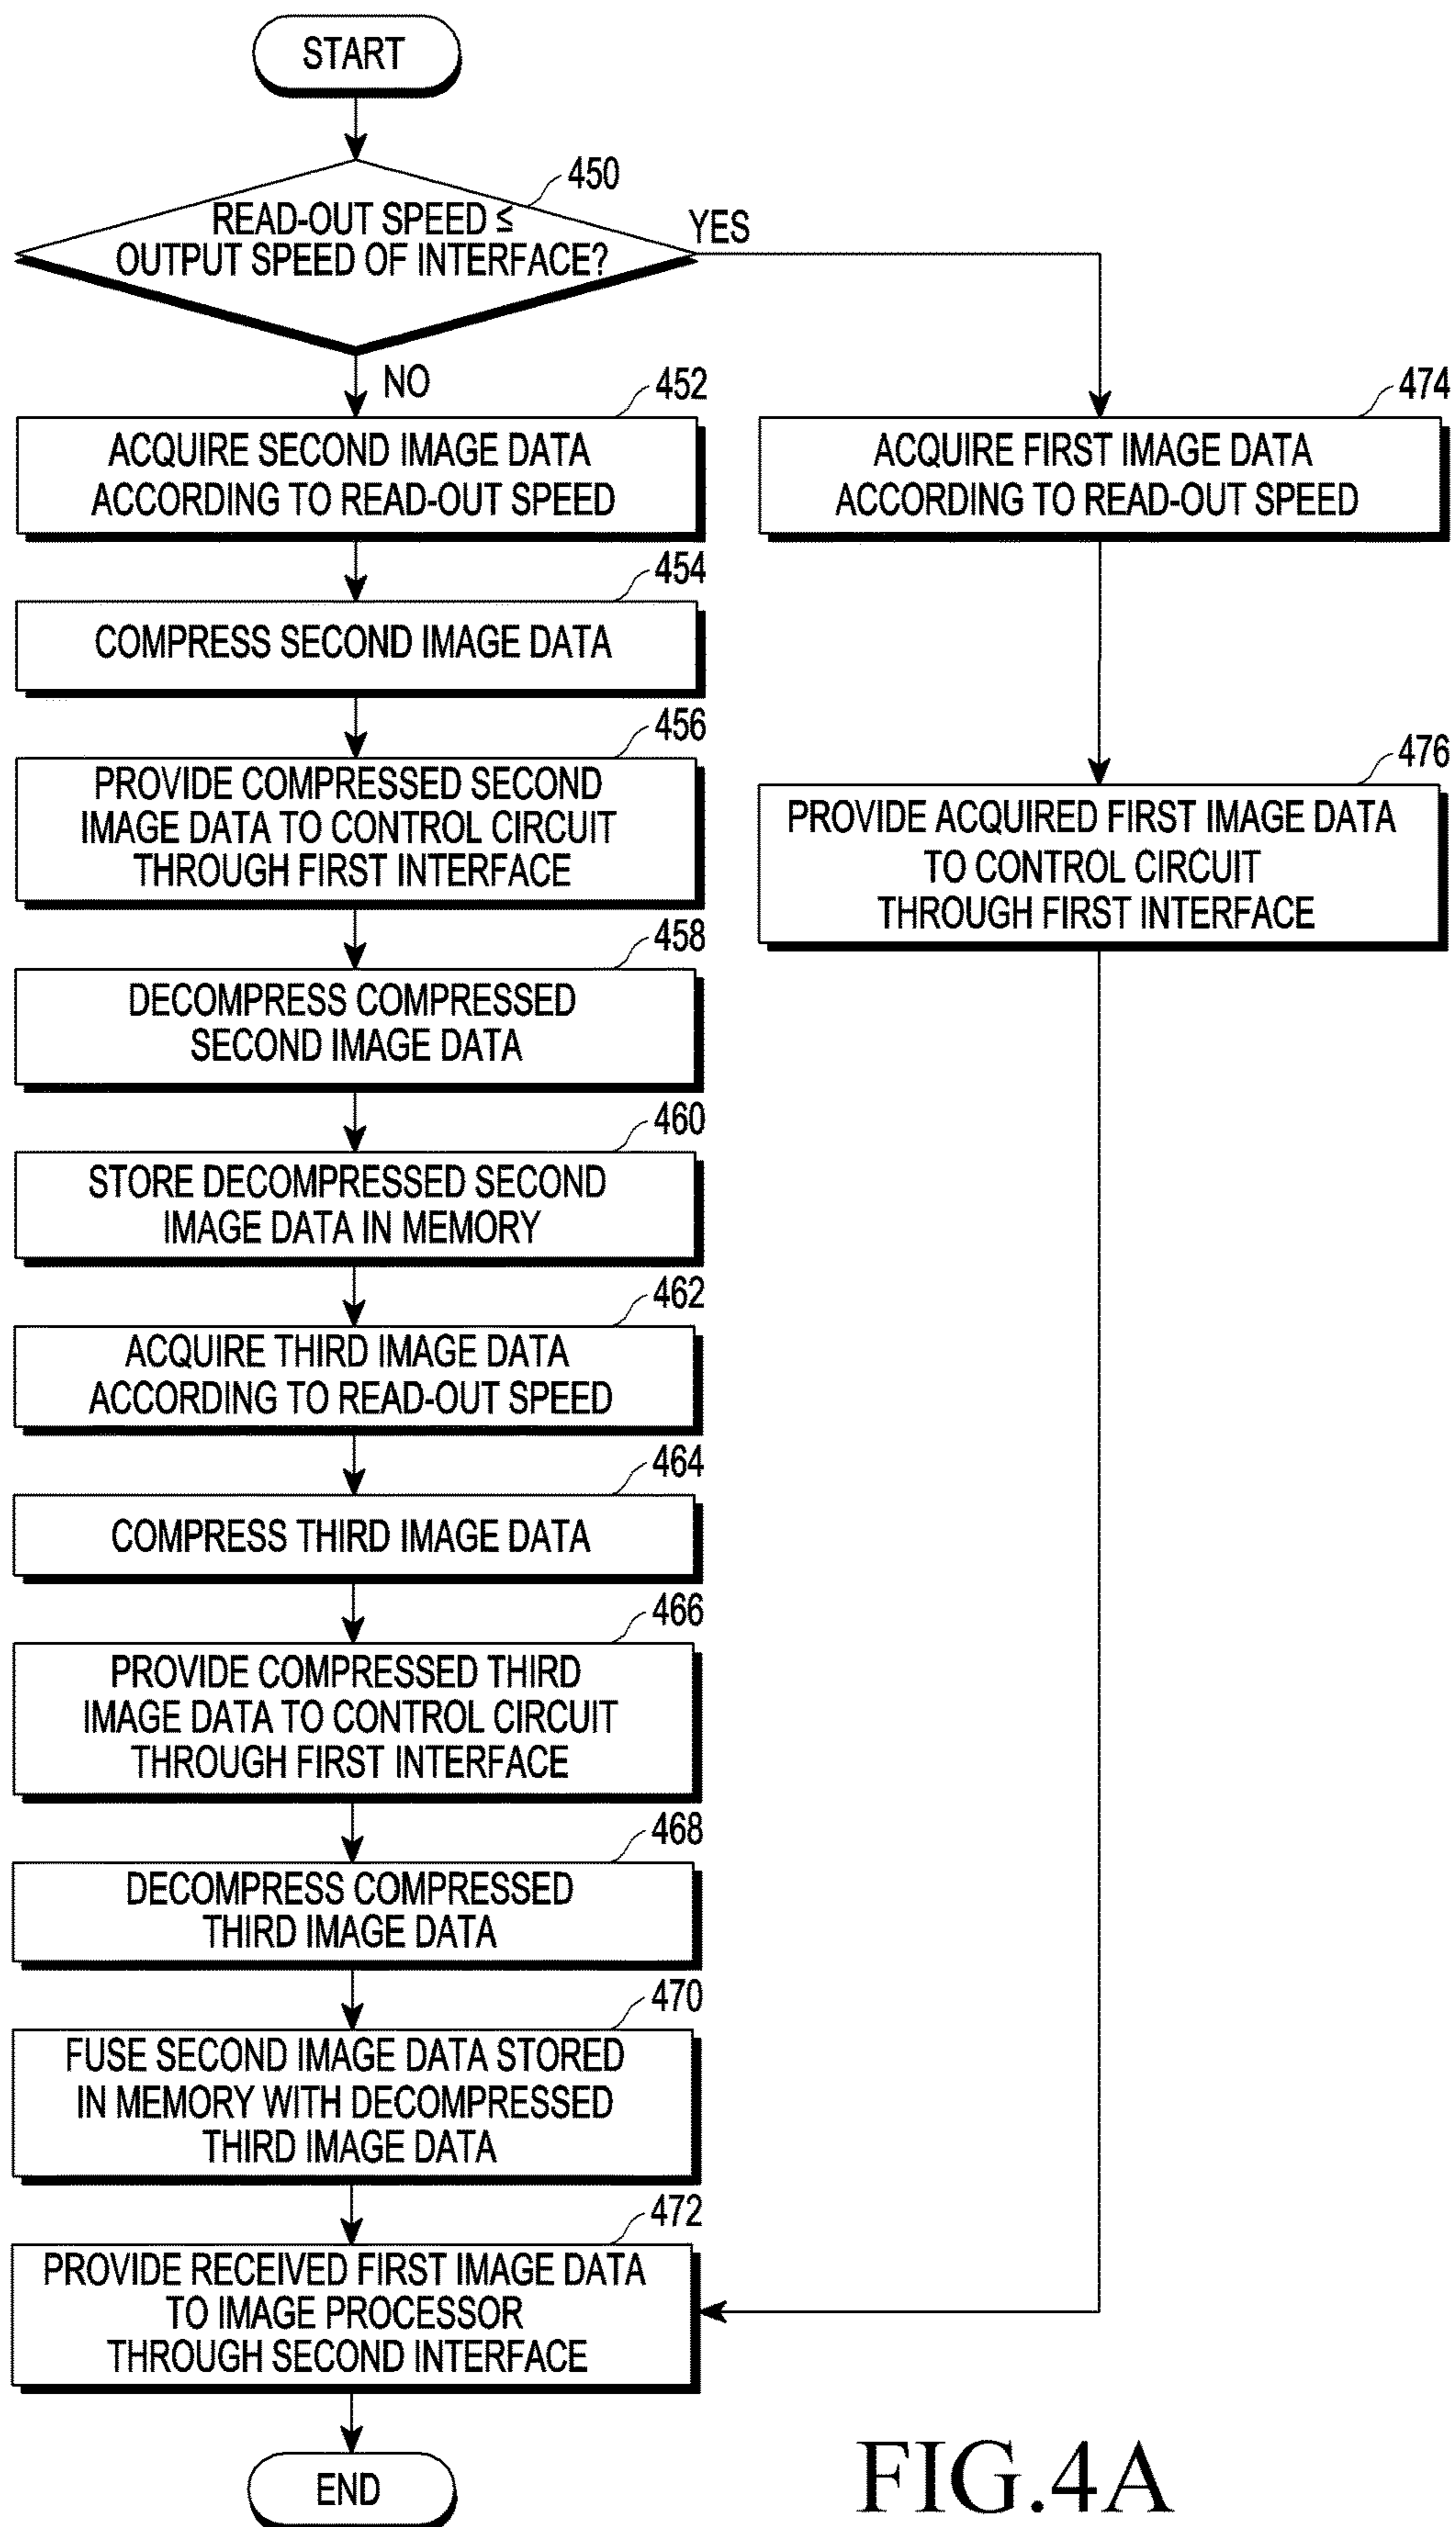 START
450
READ-OUT SPEED ≤
OUTPUT SPEED OF INTERFACE?
YES
NO
452
ACQUIRE SECOND IMAGE DATA
ACCORDING TO READ-OUT SPEED
474
ACQUIRE FIRST IMAGE DATA
ACCORDING TO READ-OUT SPEED
454
COMPRESS SECOND IMAGE DATA
456
PROVIDE COMPRESSED SECOND
IMAGE DATA TO CONTROL CIRCUIT
THROUGH FIRST INTERFACE
476
PROVIDE ACQUIRED FIRST IMAGE DATA
TO CONTROL CIRCUIT
THROUGH FIRST INTERFACE
458
DECOMPRESS COMPRESSED
SECOND IMAGE DATA
460
STORE DECOMPRESSED SECOND
IMAGE DATA IN MEMORY
462
ACQUIRE THIRD IMAGE DATA
ACCORDING TO READ-OUT SPEED
464
COMPRESS THIRD IMAGE DATA
466
PROVIDE COMPRESSED THIRD
IMAGE DATA TO CONTROL CIRCUIT
THROUGH FIRST INTERFACE
468
DECOMPRESS COMPRESSED
THIRD IMAGE DATA
470
FUSE SECOND IMAGE DATA STORED
IN MEMORY WITH DECOMPRESSED
THIRD IMAGE DATA
472
PROVIDE RECEIVED FIRST IMAGE DATA
TO IMAGE PROCESSOR
THROUGH SECOND INTERFACE
END
FIG.4A